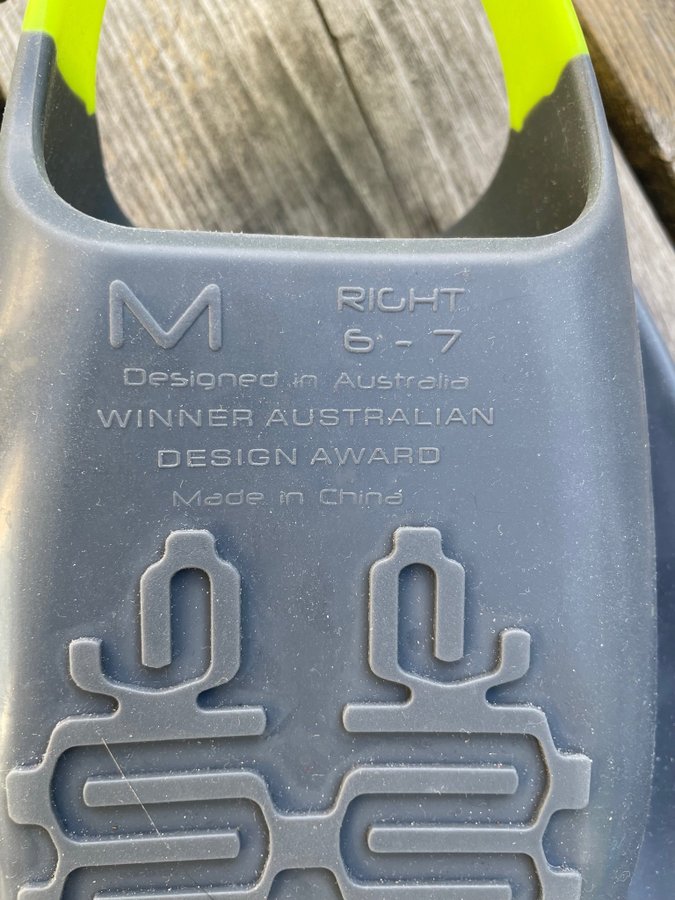 M
RIGHT
6 - 7
Designed in Australia
WINNER AUSTRALIAN
DESIGN AWARD
Made in China